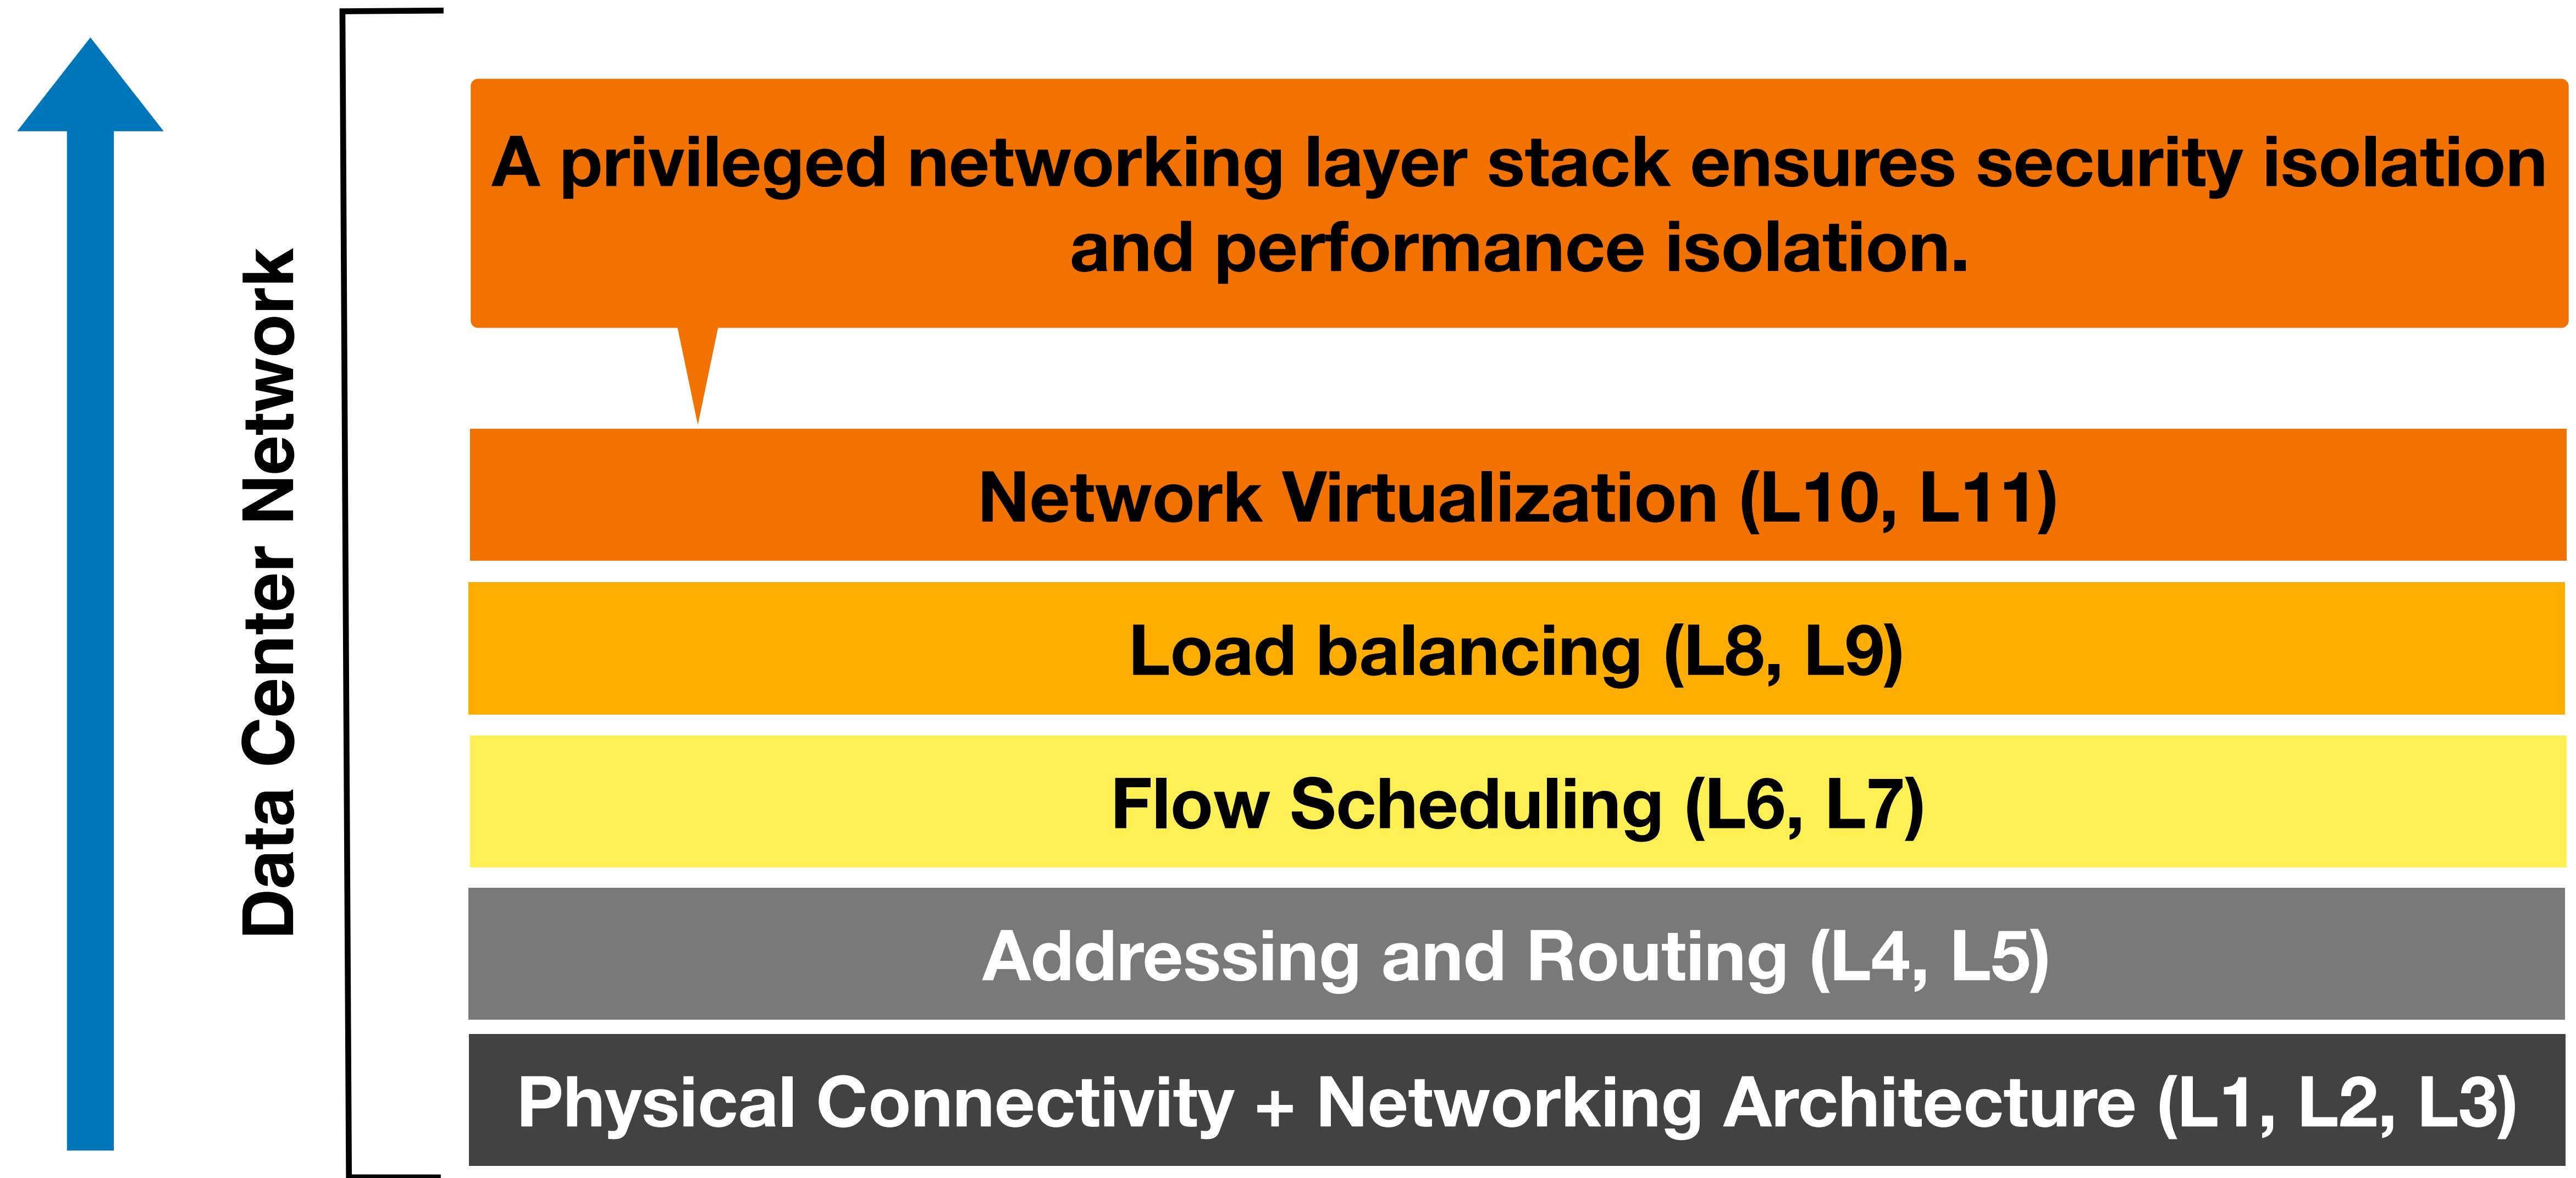 Data Center Network
A privileged networking layer stack ensures security isolation
and performance isolation.
Network Virtualization (L10, L11)
Load balancing (L8, L9)
Flow Scheduling (L6, L7)
Addressing and Routing (L4, L5)
Physical Connectivity + Networking Architecture (L1, L2, L3)